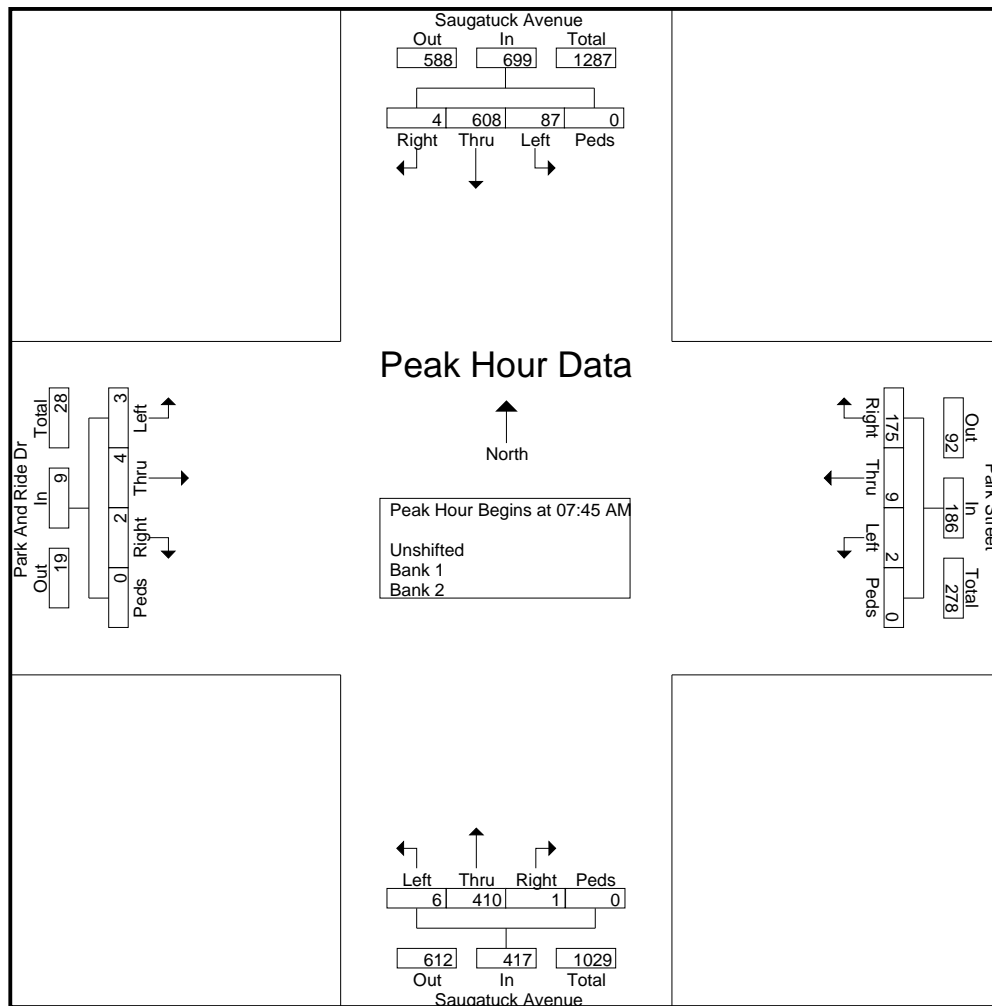 Saugatuck Avenue
Out In Total
588 699 1287
4 608 87 0
Right Thru Left Peds
Peak Hour Data
North
Peak Hour Begins at 07:45 AM
Unshifted
Bank 1
Bank 2
Park And Ride Dr
Out In Total
19 9 28
3 4 2 0
Left Thru Right Peds
Park Street
Out In Total
92 186 278
175 9 2 0
Right Thru Left Peds
Left Thru Right Peds
6 410 1 0
612 417 1029
Out In Total
Saugatuck Avenue